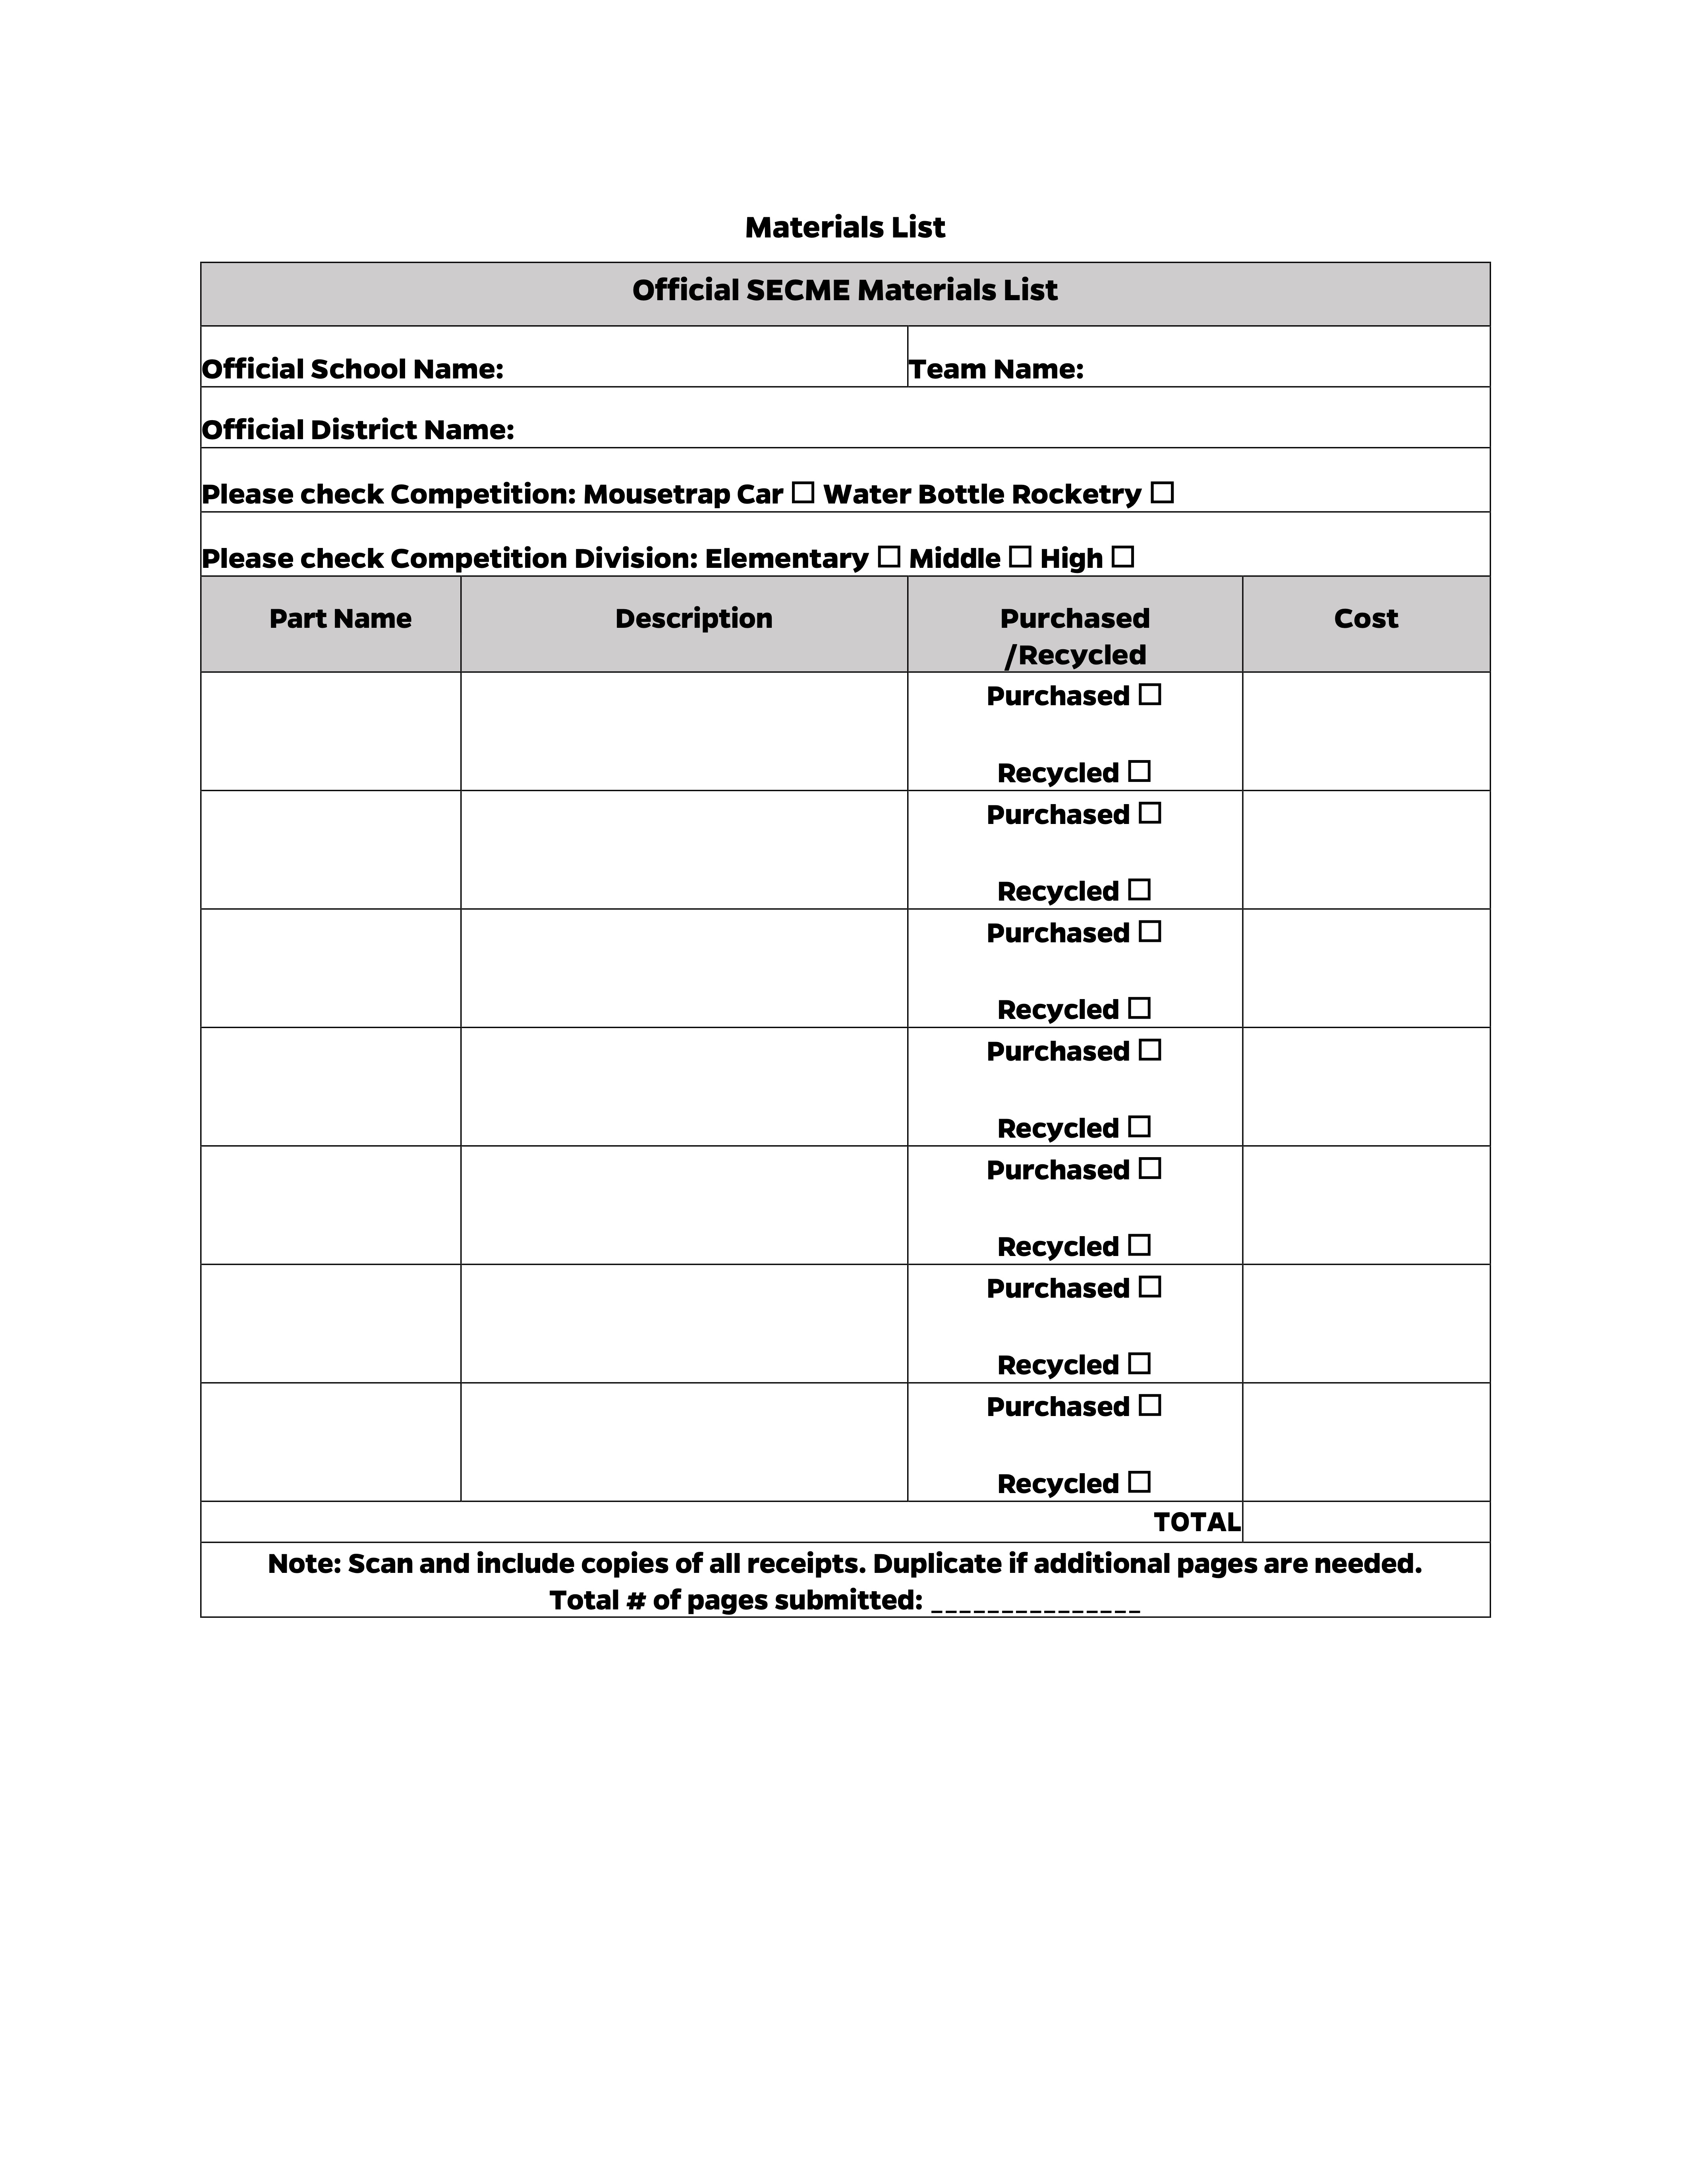 Materials List
Official SECME Materials List
Official School Name: Team Name:
Official District Name:
Please check Competition: Mousetrap Car ☐ Water Bottle Rocketry ☐
Please check Competition Division: Elementary ☐ Middle ☐ High ☐
Part Name Description Purchased Cost
/Recycled
Purchased ☐
Recycled ☐
Purchased ☐
Recycled ☐
Purchased ☐
Recycled ☐
Purchased ☐
Recycled ☐
Purchased ☐
Recycled ☐
Purchased ☐
Recycled ☐
Purchased ☐
Recycled ☐
TOTAL
Note: Scan and include copies of all receipts. Duplicate if additional pages are needed.
Total # of pages submitted: _______________